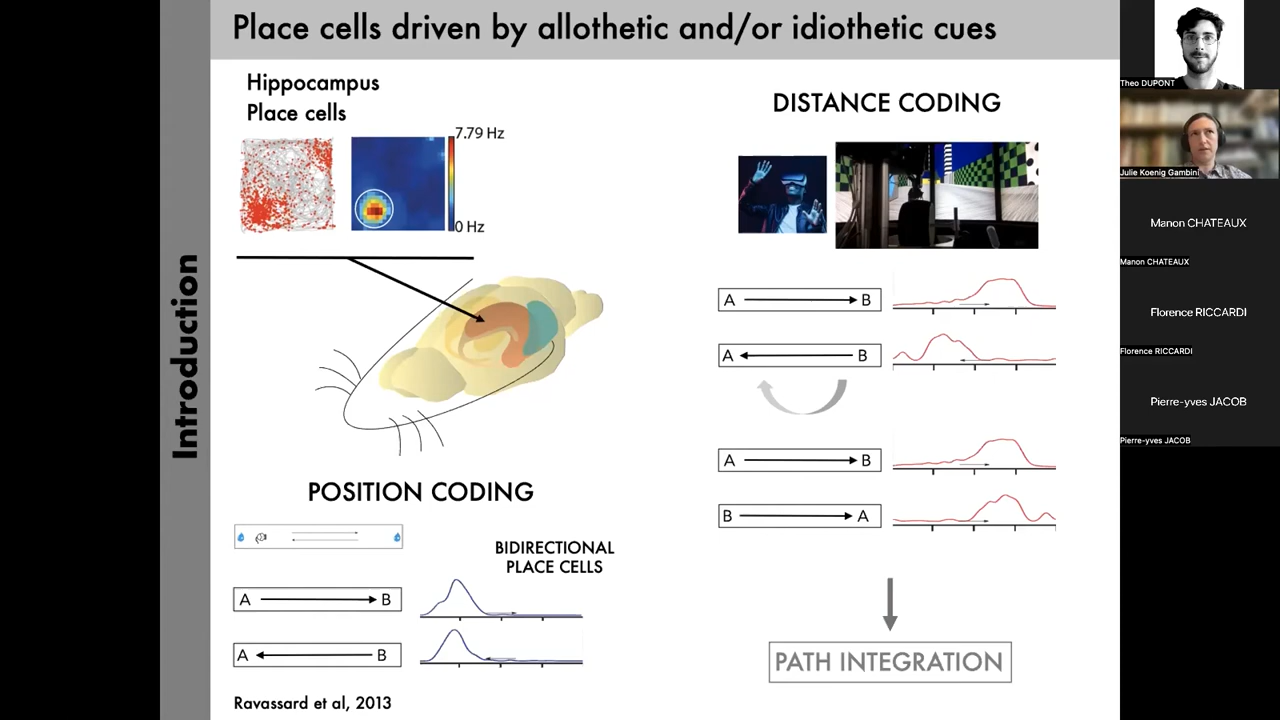 Place cells driven by allothetic and/or idiothetic cues
Introduction
Hippocampus
Place cells
7.79 Hz
0 Hz
POSITION CODING
BIDIRECTIONAL
PLACE CELLS
A B
A B
Ravassard et al, 2013
DISTANCE CODING
A B
A B
A B
B A
PATH INTEGRATION
Theo DUPONT
Julie Koenig Gambini
Manon CHATEAUX
Manon CHATEAUX
Florence RICCARDI
Florence RICCARDI
Pierre-yves JACOB
Pierre-yves JACOB